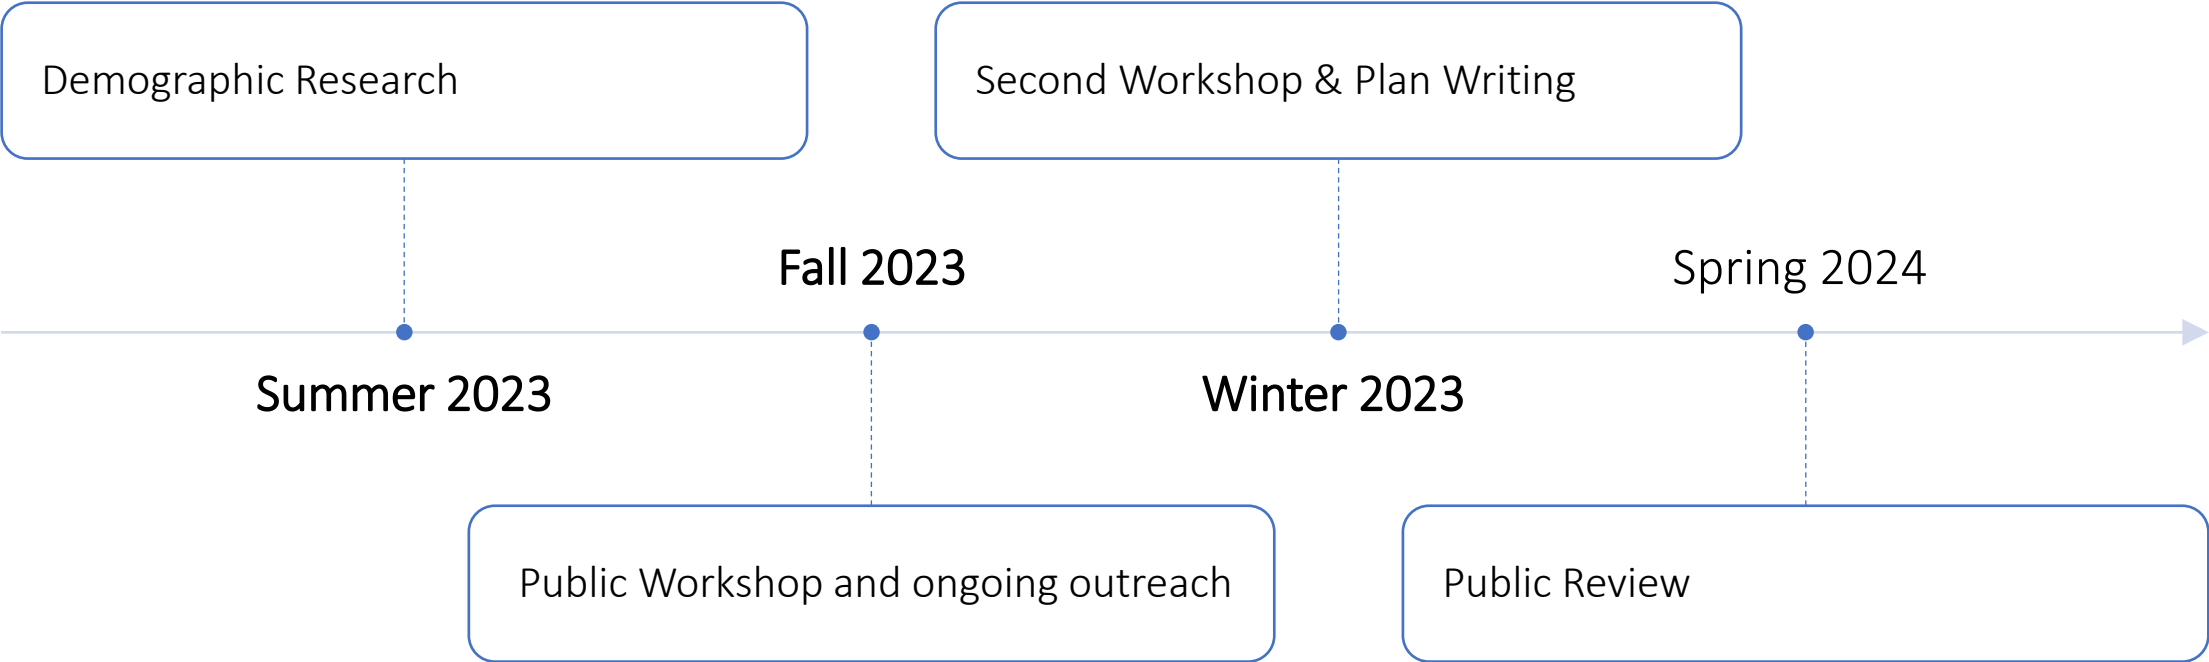 Demographic Research
Second Workshop & Plan Writing
Fall 2023
Spring 2024
Summer 2023
Winter 2023
Public Workshop and ongoing outreach
Public Review